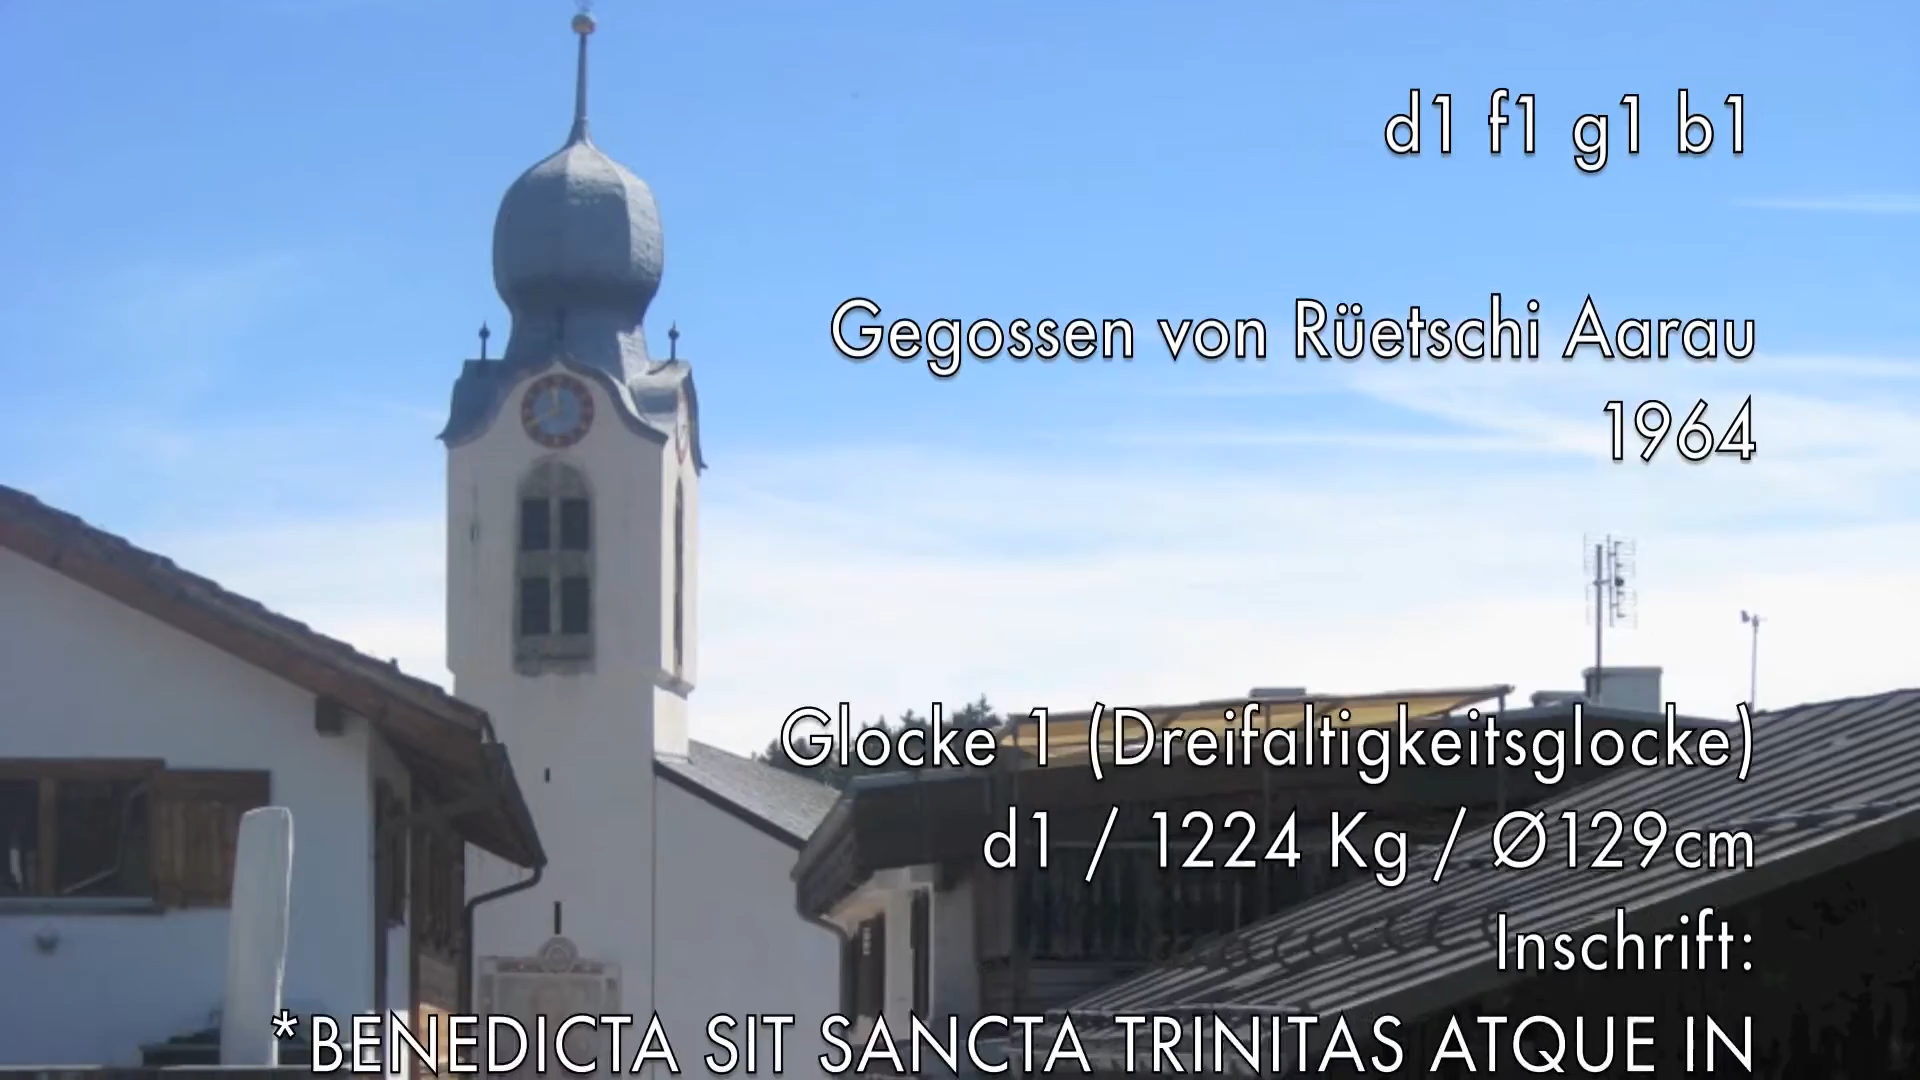 d1 f1 g1 b1
Gegossen von Rüetschi Aarau
1964
Glocke 1 (Dreifaltigkeitsglocke)
d1 / 1224 Kg / Ø129cm
Inschrift:
*BENEDICTA SIT SANCTA TRINITAS ATQUE IN